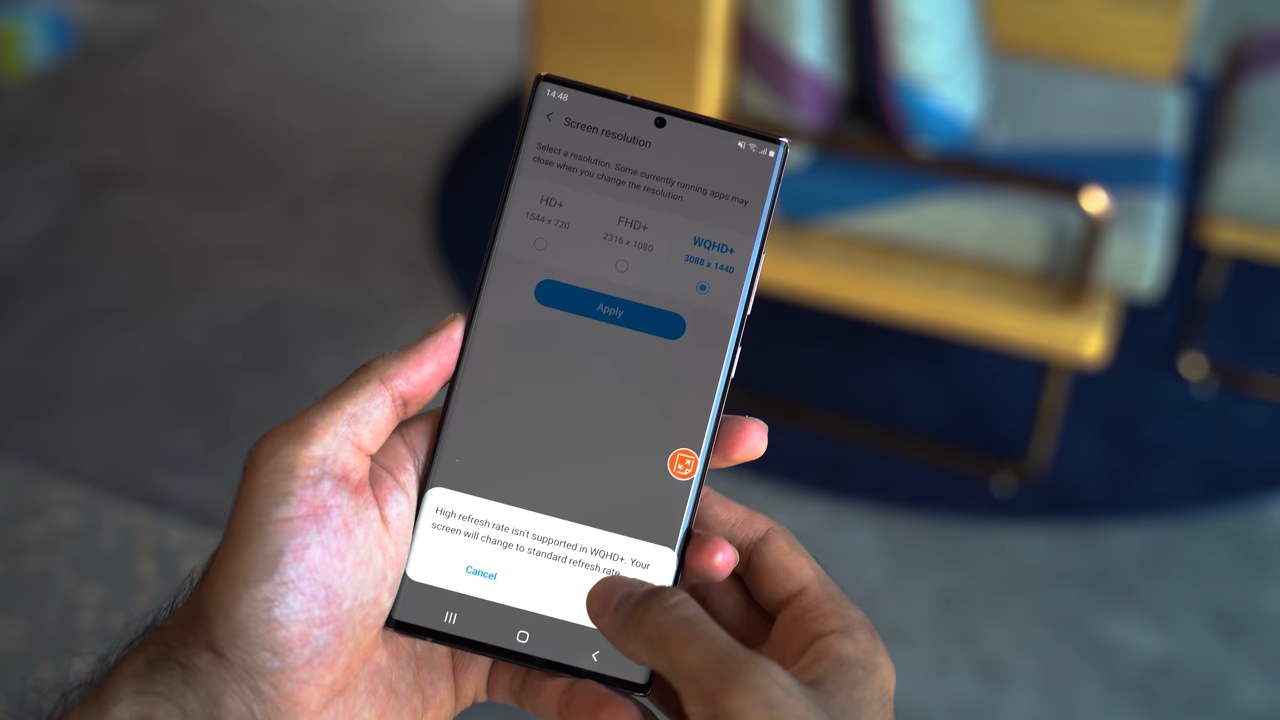 14:48
Screen resolution
Select a resolution. Some currently running apps may
close when you change the resolution.
HD+
1544 x 720
FHD+
2316 x 1080
WQHD+
3088 x 1440
Apply
High refresh rate isn't supported in WQHD+. Your
screen will change to standard refresh rate
Cancel